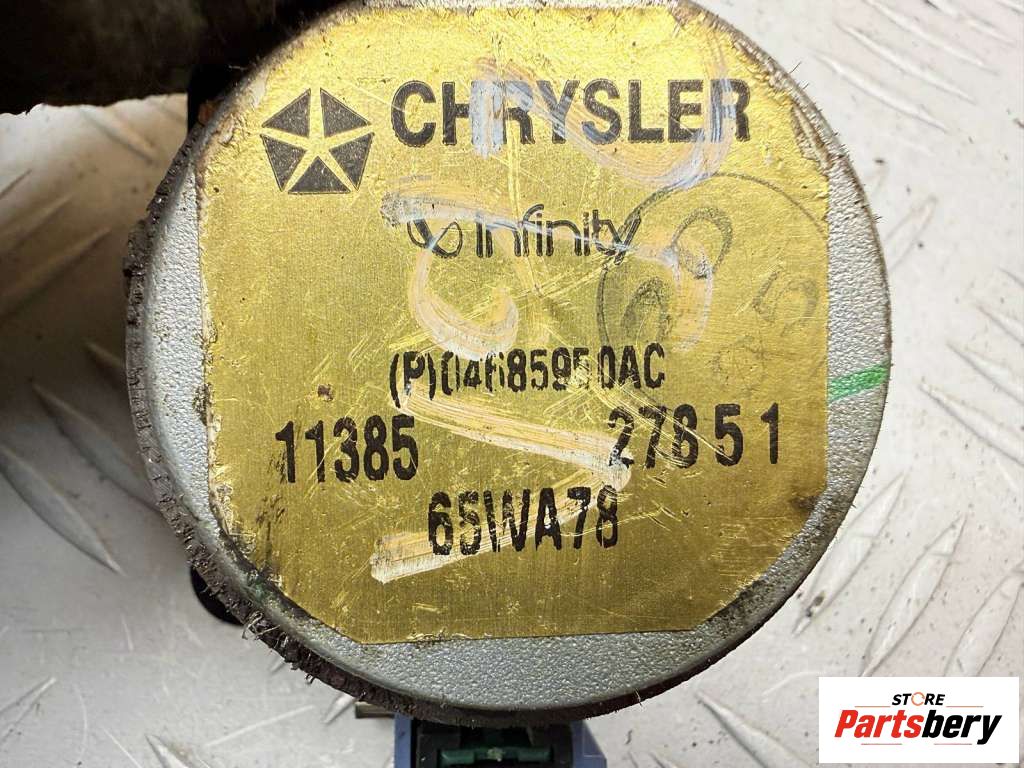 CHRYSLER
infinity
(P)04685950AC
11385 27851
65WA78
STORE
Partsbery